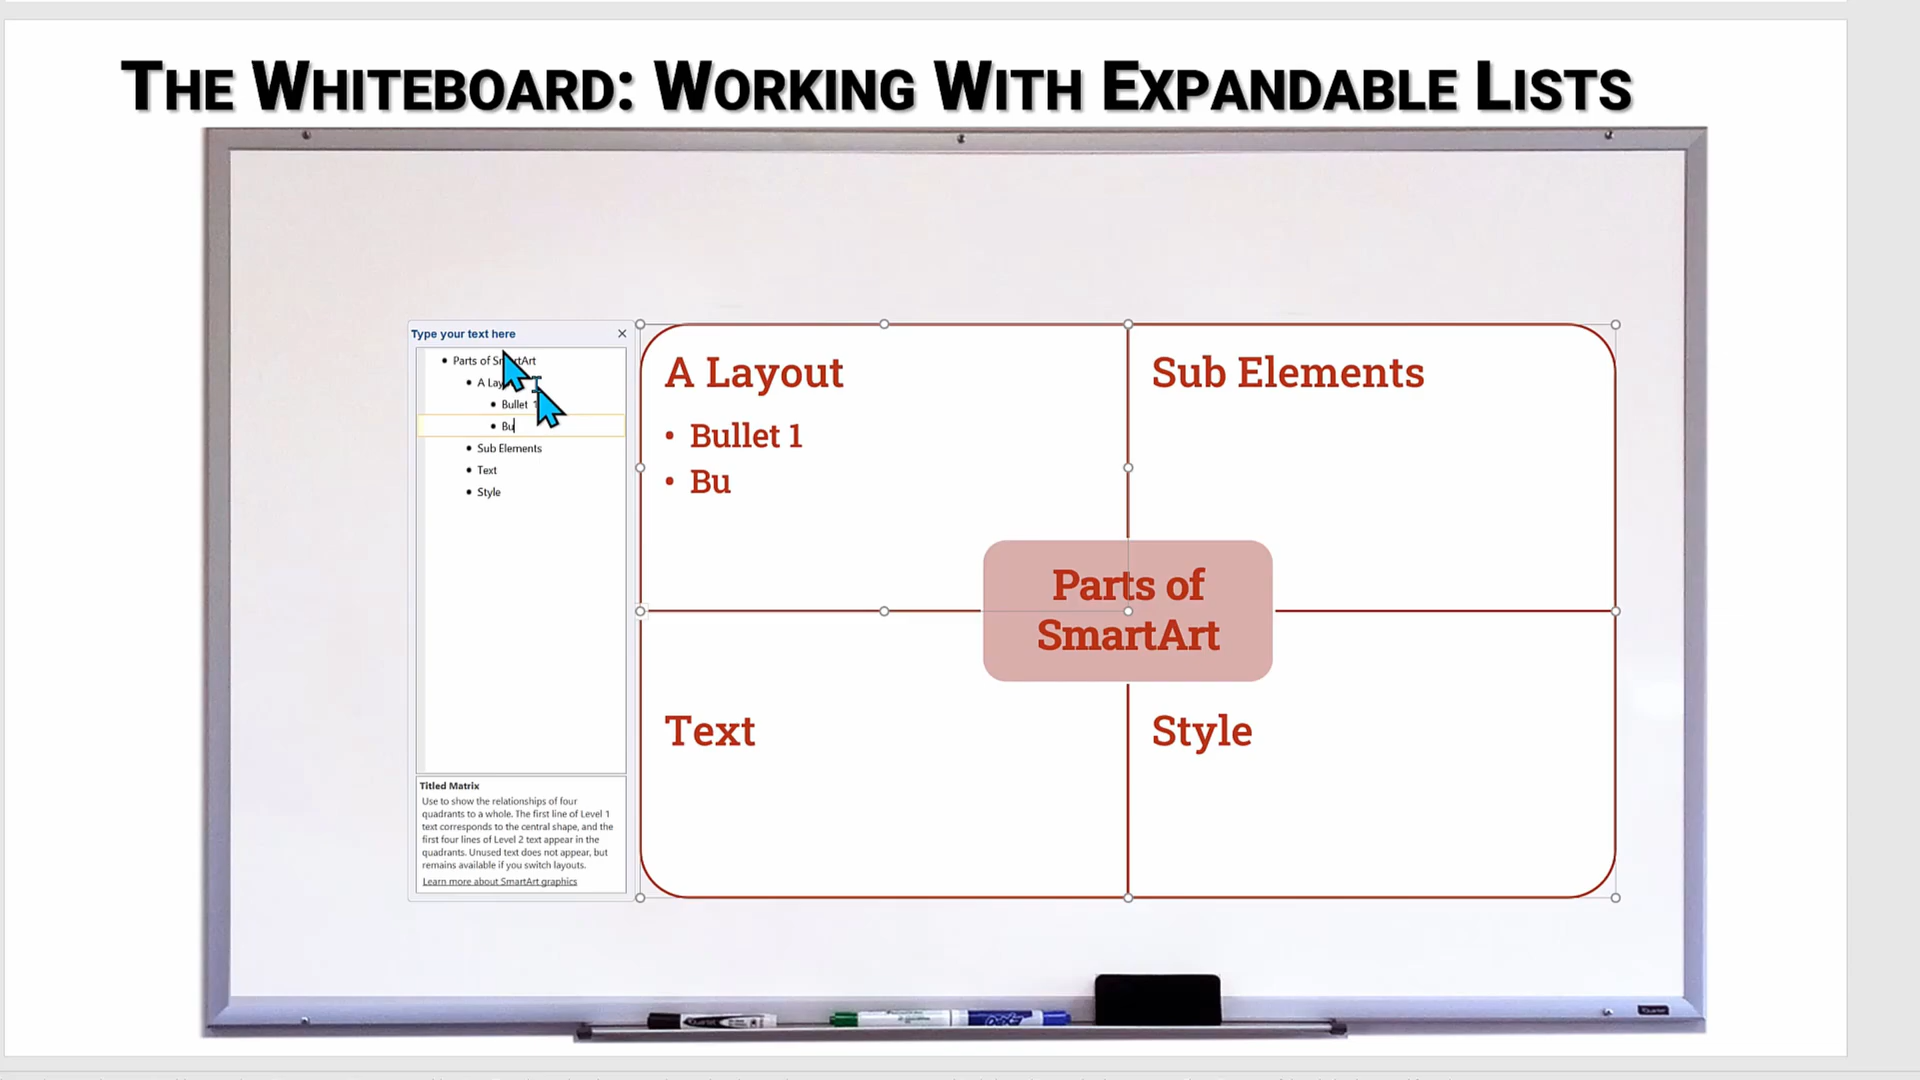 THE WHITEBOARD: WORKING WITH EXPANDABLE LISTS
Type your text here
• Parts of SmartArt
• A Lay
• Bullet 1
• Bu
• Sub Elements
• Text
• Style
Titled Matrix
Use to show the relationships of four
quadrants to a whole. The first line of Level 1
text corresponds to the central shape, and the
first four lines of Level 2 text appear in the
quadrants. Unused text does not appear, but
remains available if you switch layouts.
Learn more about SmartArt graphics
A Layout
• Bullet 1
• Bu
Sub Elements
Parts of
SmartArt
Text
Style